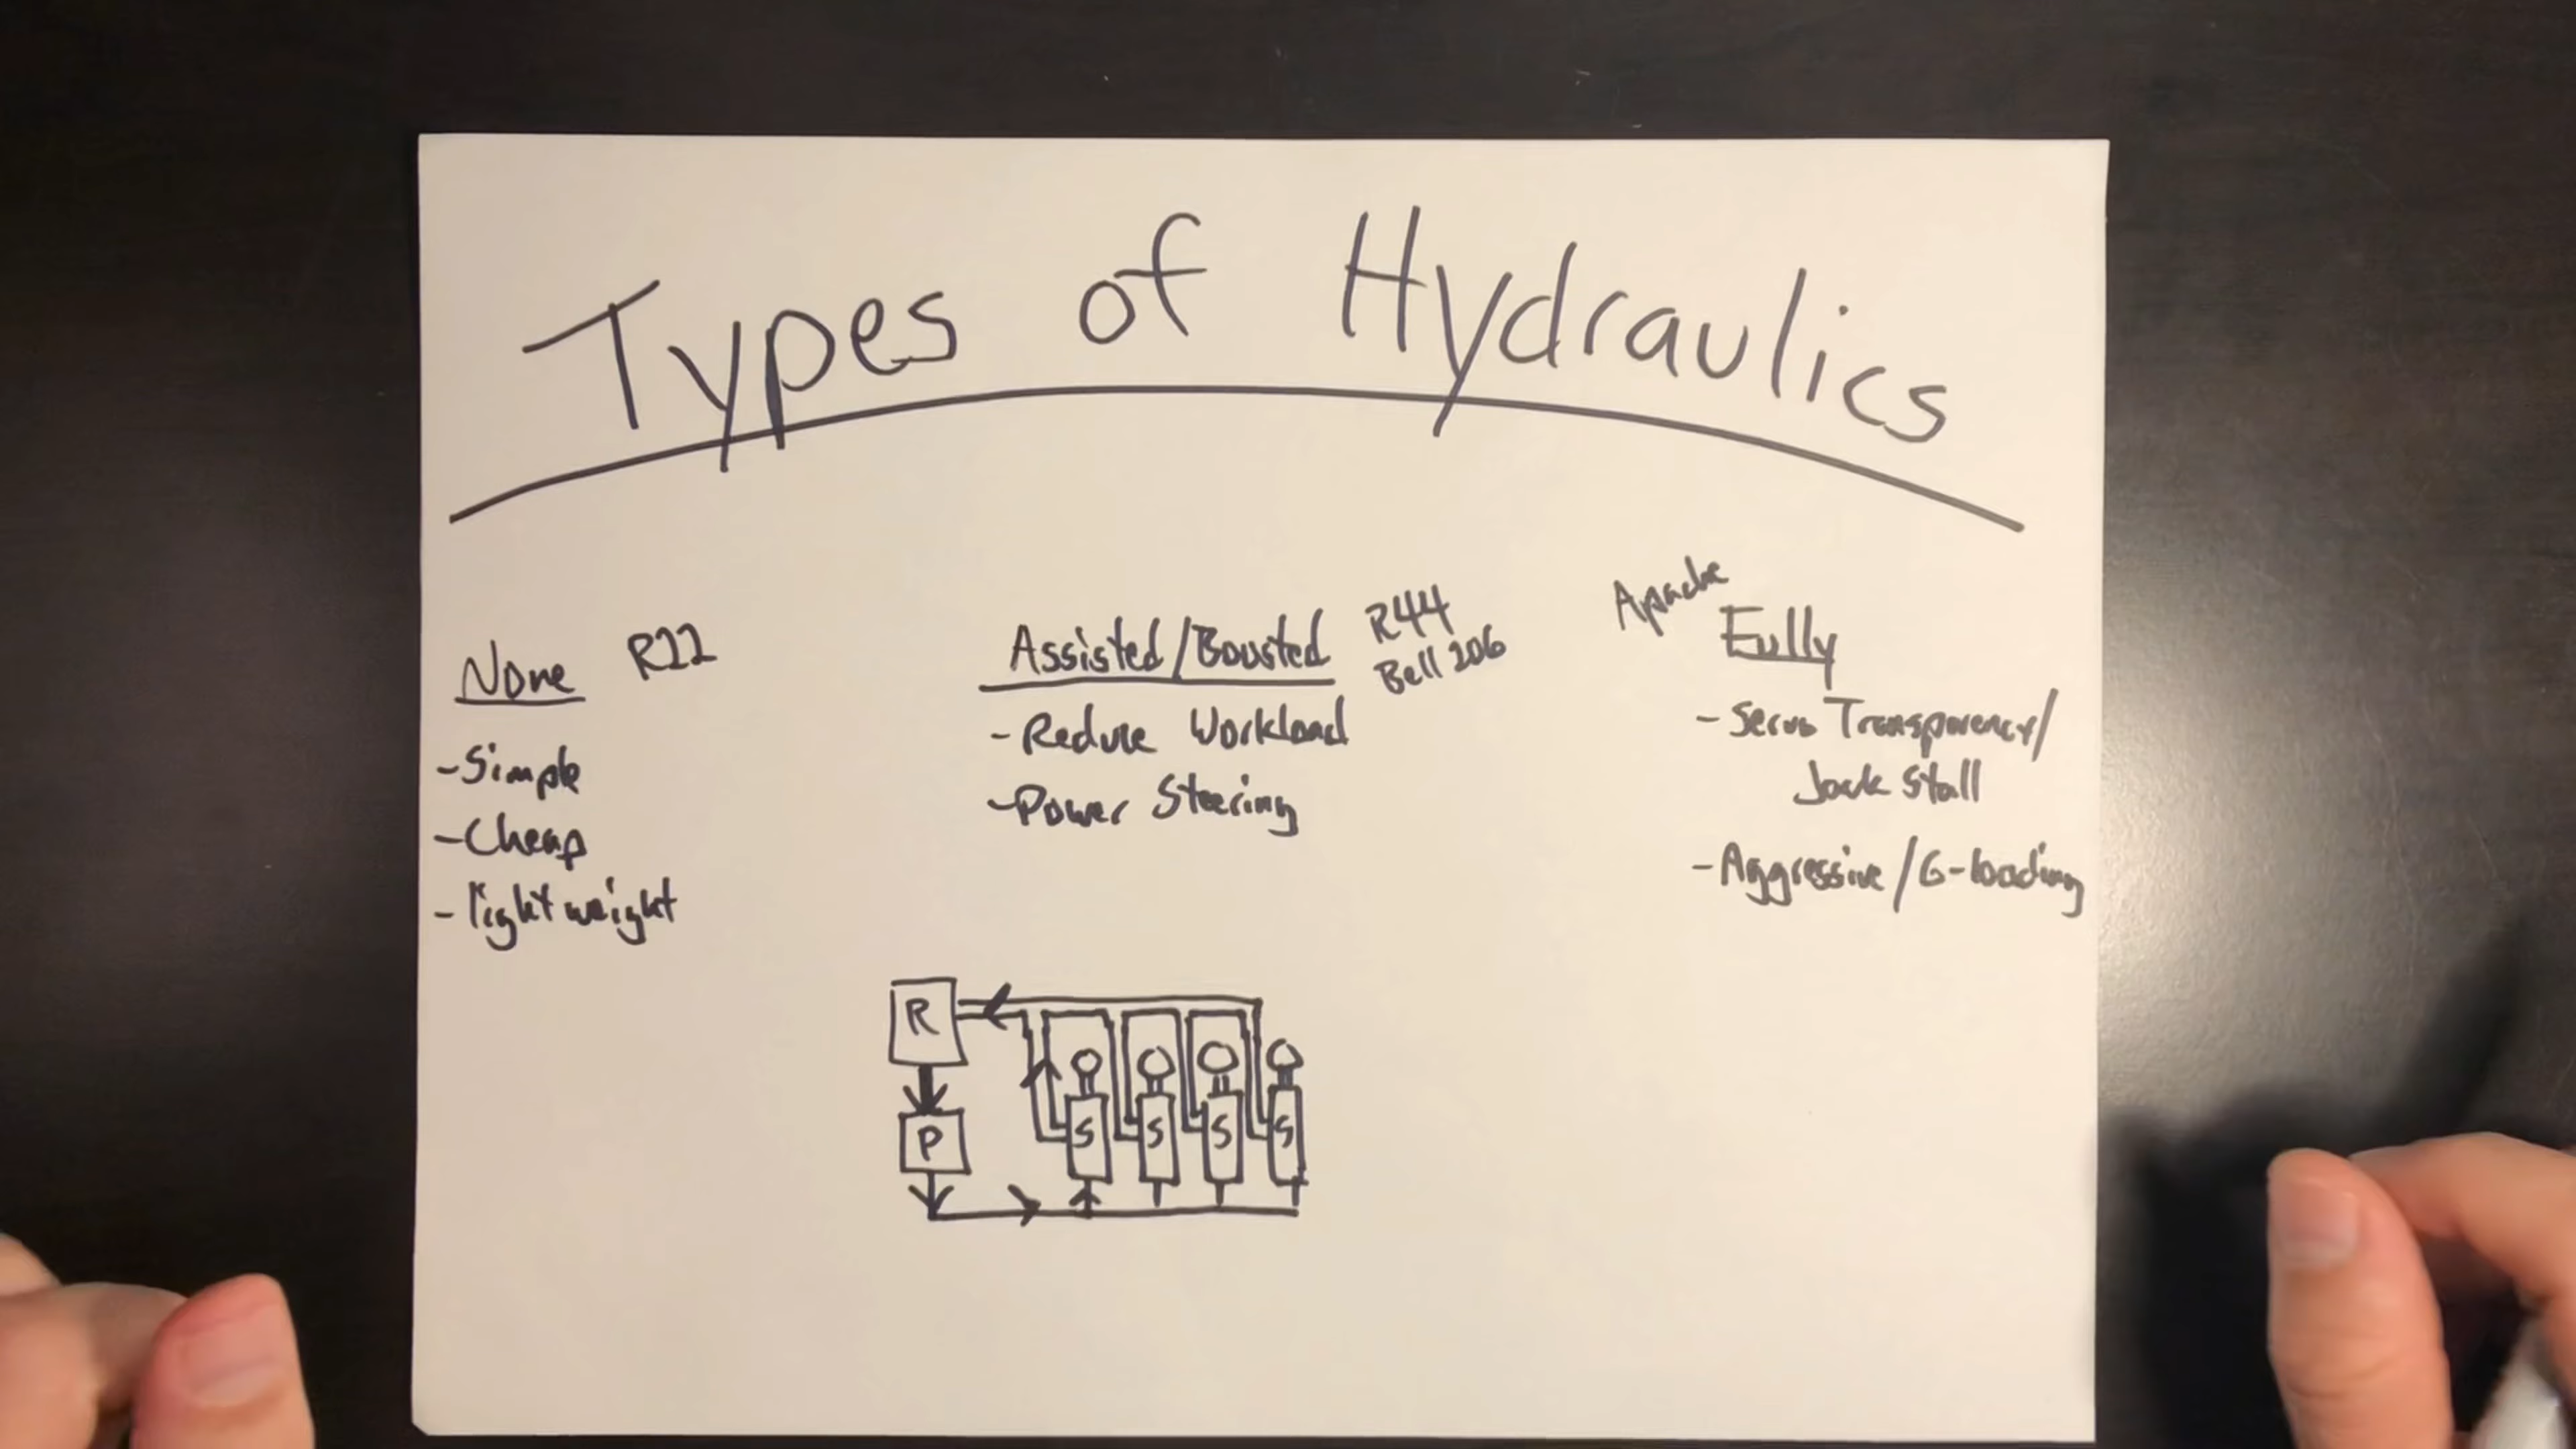 Types of Hydraulics
None R22
-Simple
-Cheap
-lightweight
Assisted/Boosted R44
Bell 206
-Reduce Workload
-Power Steering
Apache
Fully
-Servo Transparency/
Jack Stall
-Aggressive/G-loading
R
P
S S S S